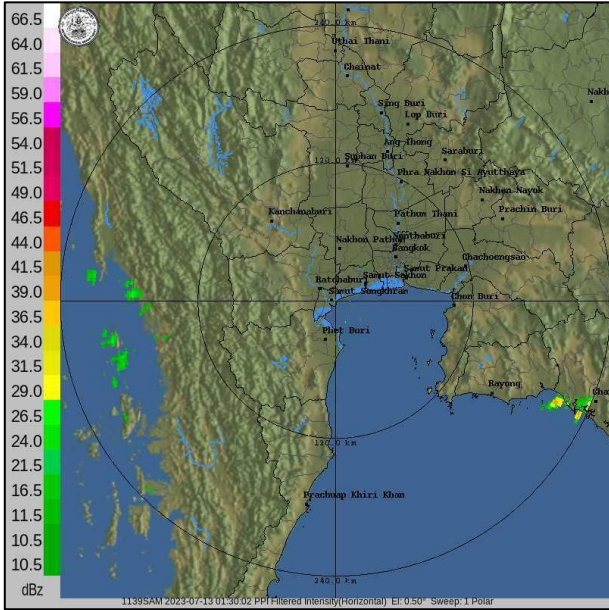 66.5
64.0
61.5
59.0
56.5
54.0
51.5
49.0
46.5
44.0
41.5
39.0
36.5
34.0
31.5
29.0
26.5
24.0
21.5
16.5
11.5
10.5
10.5
dBz
240.0 km
Uthai Thani
Chainat
Sing Buri
Lop Buri
Ang Thong
Saraburi
120.0 km
Suphan Buri
Phra Nakhon Si Ayutthaya
Nakhon Nayok
Kanchanaburi
Pathum Thani
Prachin Buri
Nonthaburi
Nakhon Pathom
Bangkok
Chachoengsao
Samut Prakan
Samut Sakhon
Ratchaburi
Samut Songkhram
Chon Buri
Phet Buri
Rayong
Cha
120.0 km
Prachuap Khiri Khan
240.0 km
1139SAM 2023-07-13 01:30:02 PPI Filtered Intensity(Horizontal) El: 0.50° Sweep: 1 Polar